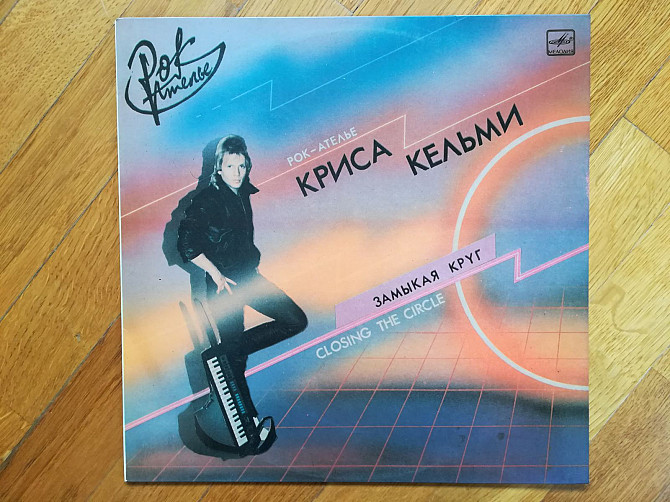 Рок
Ателье
МЕЛОДИЯ
РОК-АТЕЛЬЕ
КРИСА КЕЛЬМИ
ЗАМЫКАЯ КРУГ
CLOSING THE CIRCLE